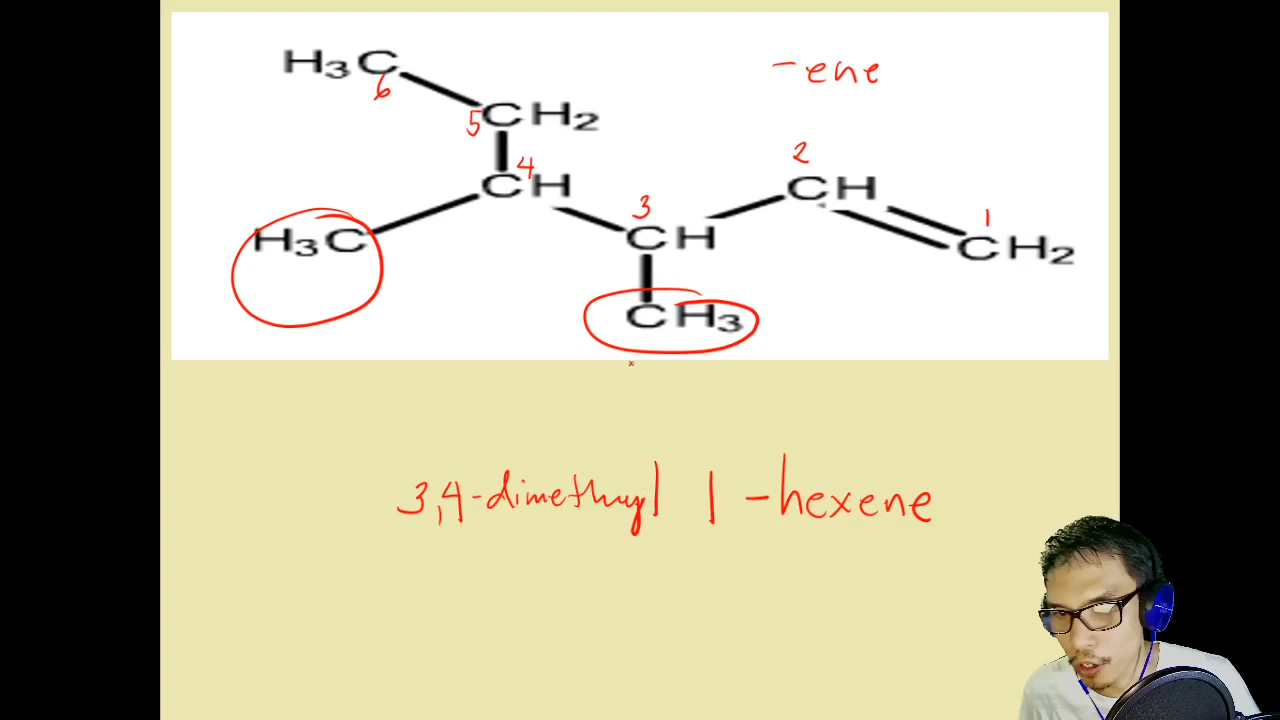 H3C
6
-ene
5 CH2
4
CH
2
CH
3
CH
1
CH2
H3C
CH3
3,4-dimethyl 1-hexene